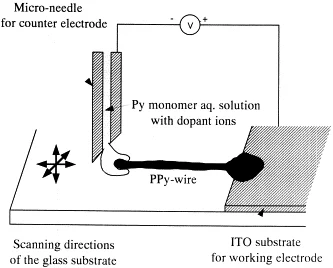 Micro-needle
for counter electrode
- V +
Py monomer aq. solution
with dopant ions
PPy-wire
Scanning directions
of the glass substrate
ITO substrate
for working electrode